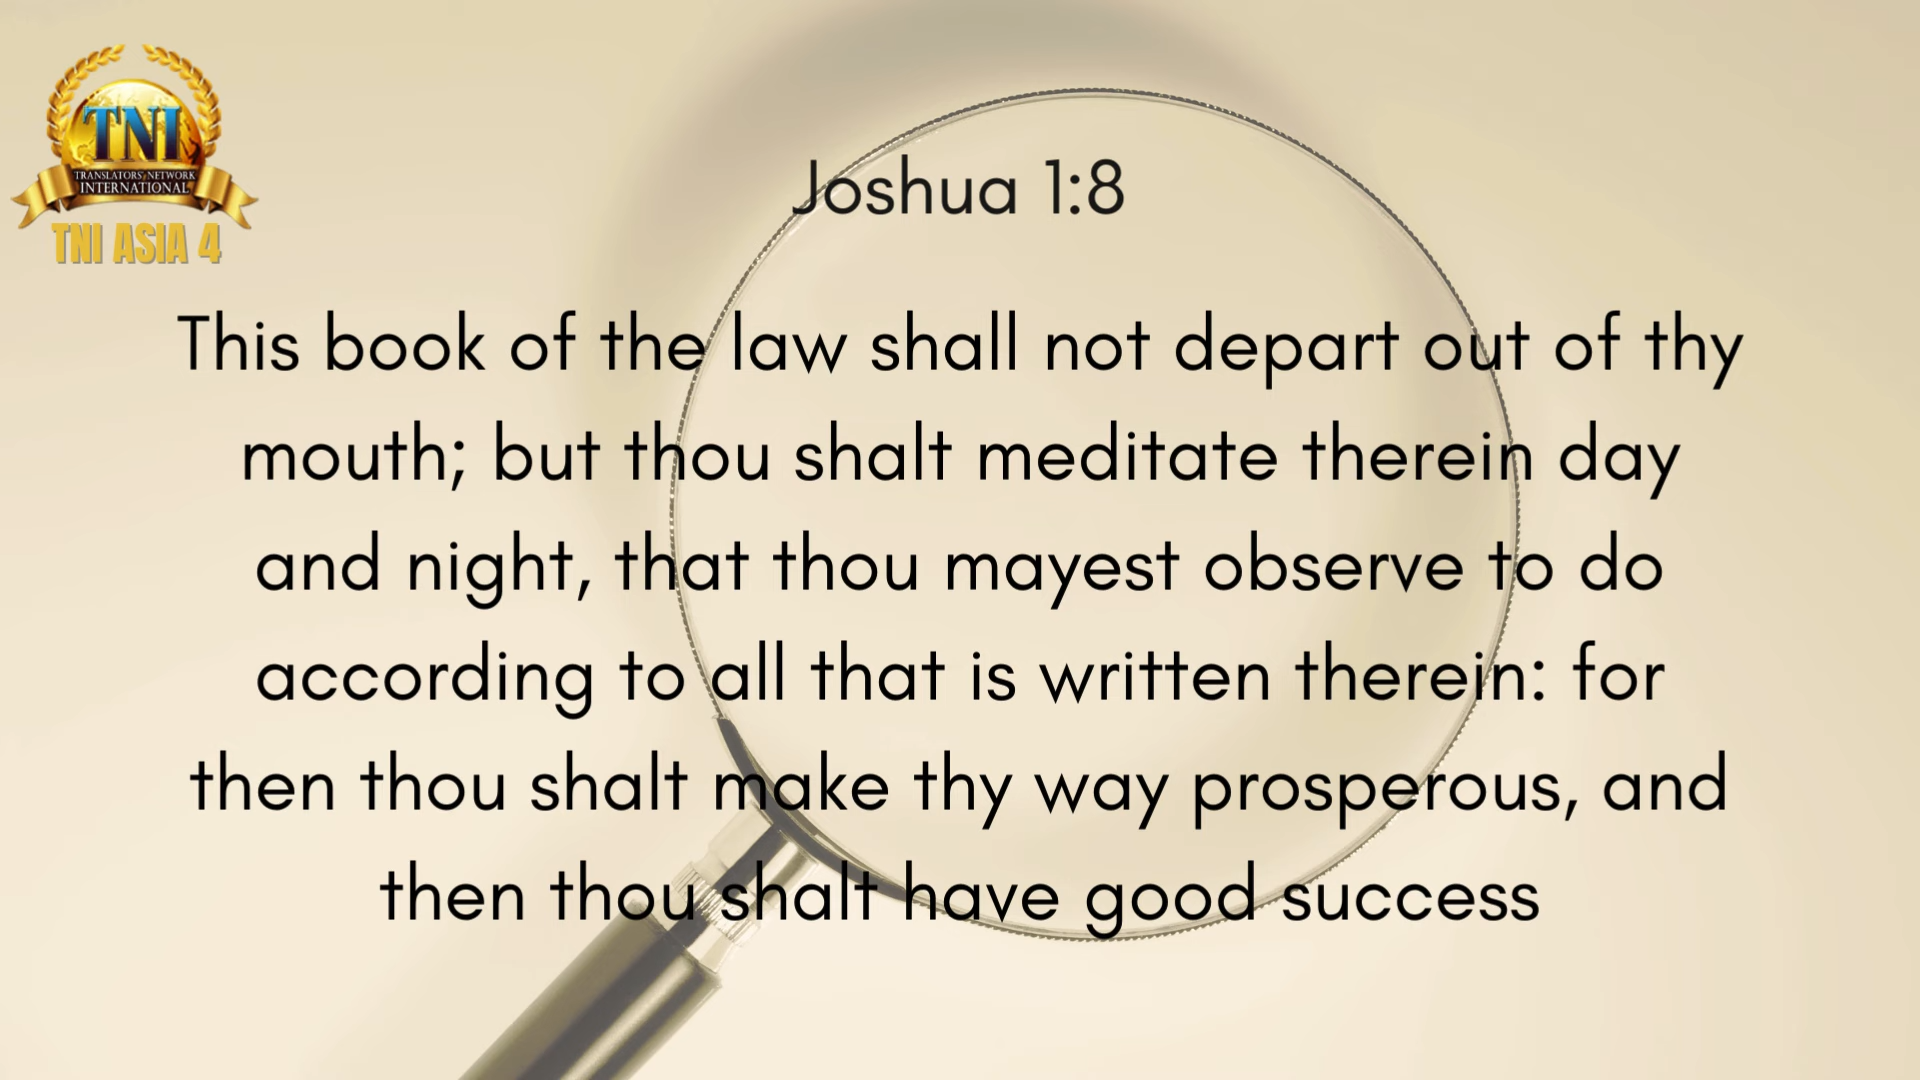 TNI
TRANSLATORS' NETWORK
INTERNATIONAL
TNI ASIA 4
Joshua 1:8
This book of the law shall not depart out of thy
mouth; but thou shalt meditate therein day
and night, that thou mayest observe to do
according to all that is written therein: for
then thou shalt make thy way prosperous, and
then thou shalt have good success